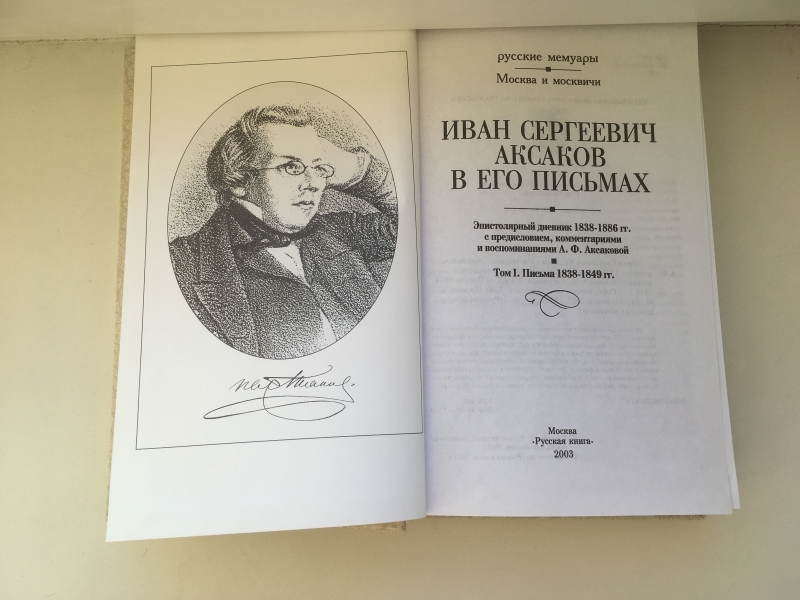 русские мемуары
Москва и москвичи
ИВАН СЕРГЕЕВИЧ
АКСАКОВ
В ЕГО ПИСЬМАХ
Эпистолярный дневник 1838-1886 гг.
с предисловием, комментариями
и воспоминаниями А. Ф. Аксаковой
Том I. Письма 1838-1849 гг.
Москва
«Русская книга»
2003